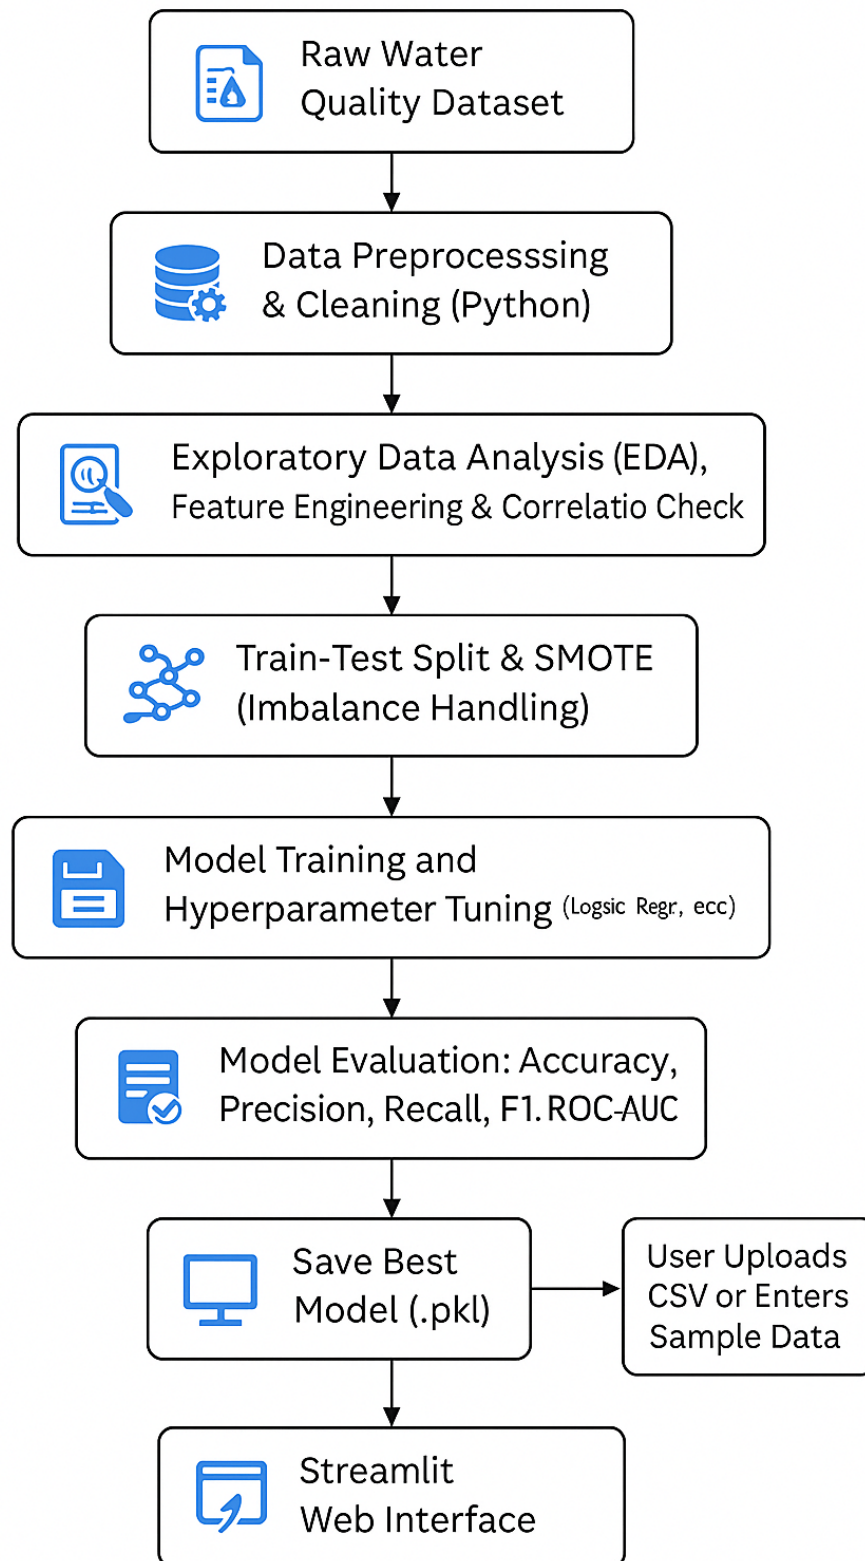 Raw Water
Quality Dataset
Data Preprocesssing
& Cleaning (Python)
Exploratory Data Analysis (EDA),
Feature Engineering & Correlatio Check
Train-Test Split & SMOTE
(Imbalance Handling)
Model Training and
Hyperparameter Tuning (Logsic Regr, ecc)
Model Evaluation: Accuracy,
Precision, Recall, F1.ROC-AUC
Save Best
Model (.pkl)
User Uploads
CSV or Enters
Sample Data
Streamlit
Web Interface